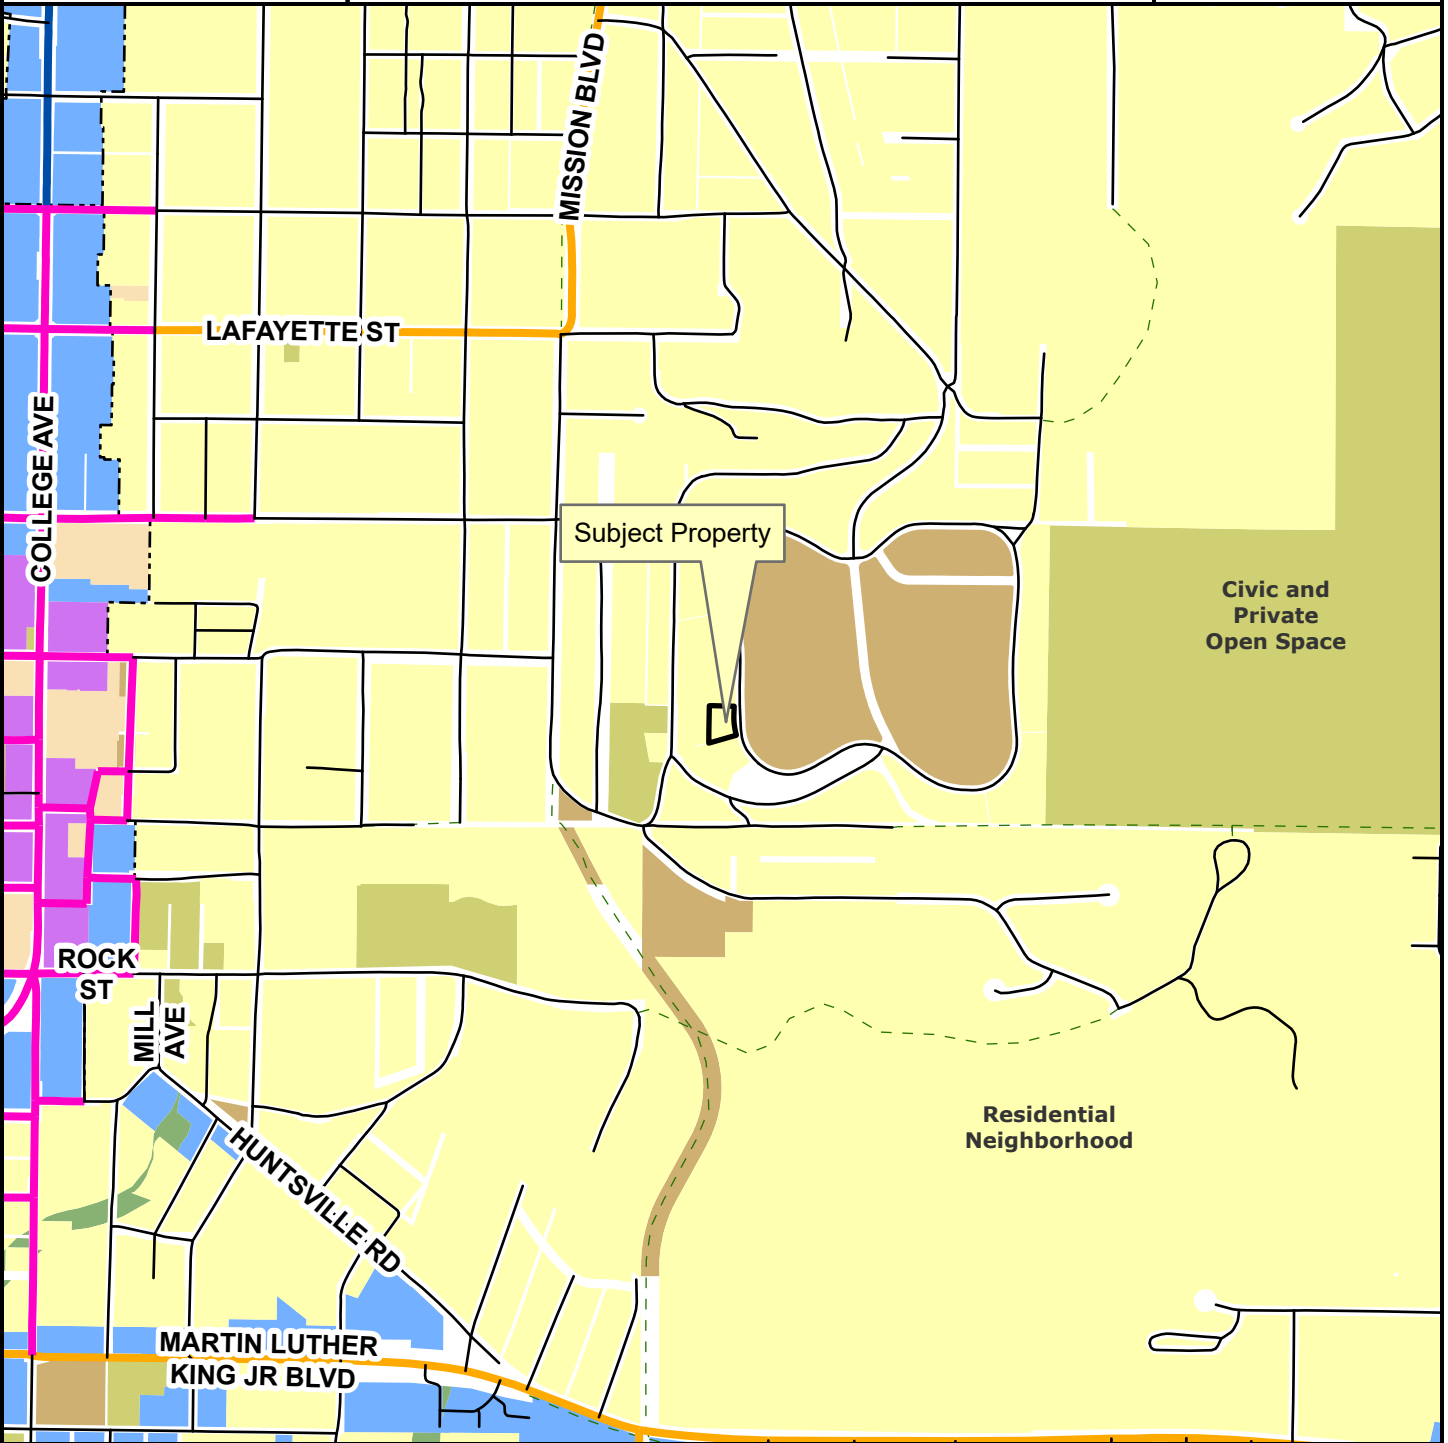 MISSION BLVD
LAFAYETTE ST
COLLEGE AVE
Subject Property
Civic and
Private
Open Space
ROCK
ST
MILL
AVE
Residential
Neighborhood
HUNTSVILLE RD
MARTIN LUTHER
KING JR BLVD